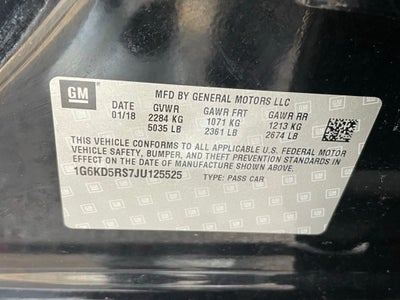 GM
MFD BY GENERAL MOTORS LLC
DATE GVWR GAWR FRT GAWR RR
01/18 2284 KG 1071 KG 1213 KG
5035 LB 2361 LB 2674 LB
THIS VEHICLE CONFORMS TO ALL APPLICABLE U.S. FEDERAL MOTOR
VEHICLE SAFETY, BUMPER, AND THEFT PREVENTION STANDARDS IN
EFFECT ON THE DATE OF MANUFACTURE SHOWN ABOVE.
1G6KD5RS7JU125525 TYPE: PASS CAR